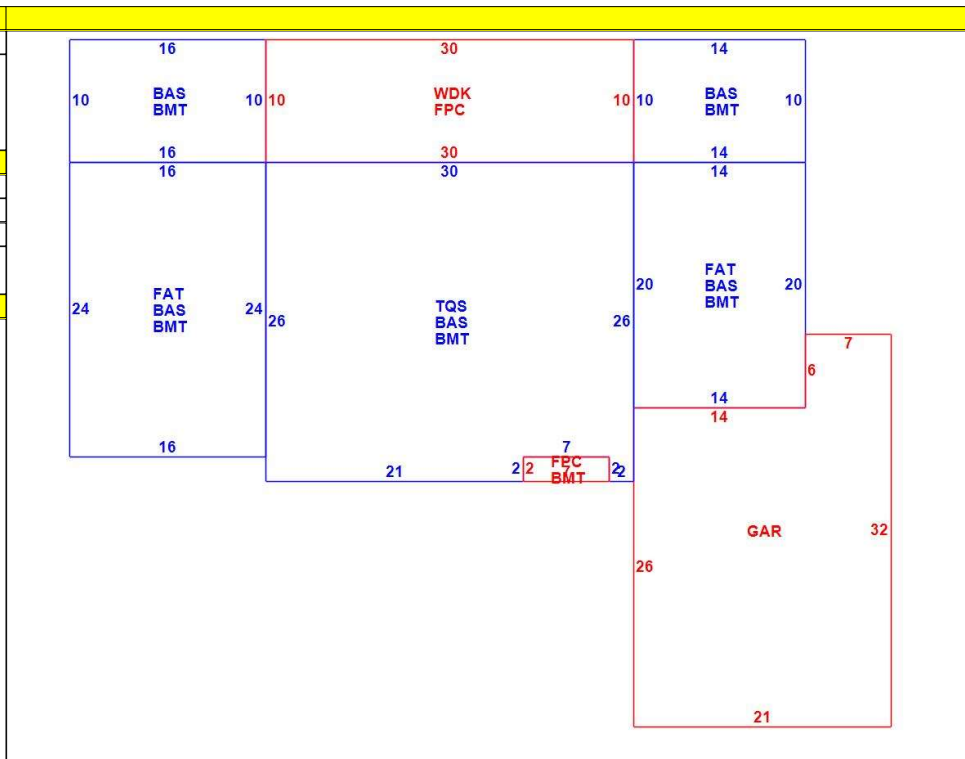 16 30 14
10 BAS 10 10 WDK 10 10 BAS 10
BMT FPC BMT
16 30 14
16 30 14
24 FAT 24 26 TQS 26 20 FAT 20
BAS BAS BAS
BMT BMT BMT
7
6
14
14
16 7
21 2 2 FPC 7 2 2
BMT
GAR 32
26
21